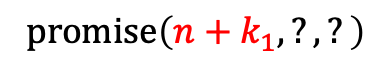 promise(n + k₁,?,?)